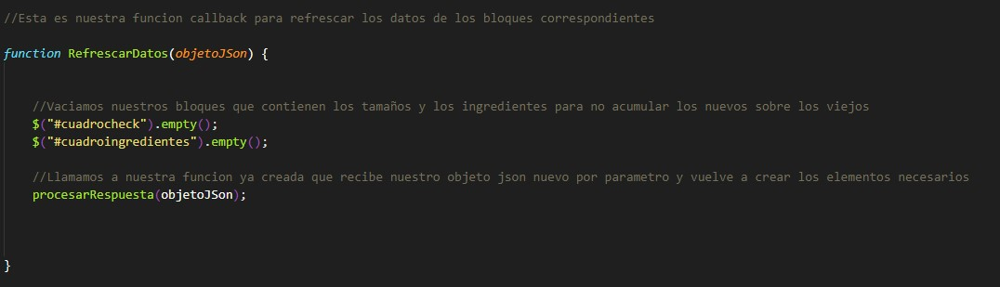 //Esta es nuestra funcion callback para refrescar los datos de los bloques correspondientes
function RefrescarDatos(objetoJSon) {
//Vaciamos nuestros bloques que contienen los tamaños y los ingredientes para no acumular los nuevos sobre los viejos
$("#cuadrocheck").empty();
$("#cuadroingredientes").empty();
//Llamamos a nuestra funcion ya creada que recibe nuestro objeto json nuevo por parametro y vuelve a crear los elementos necesarios
procesarRespuesta(objetoJSon);
}